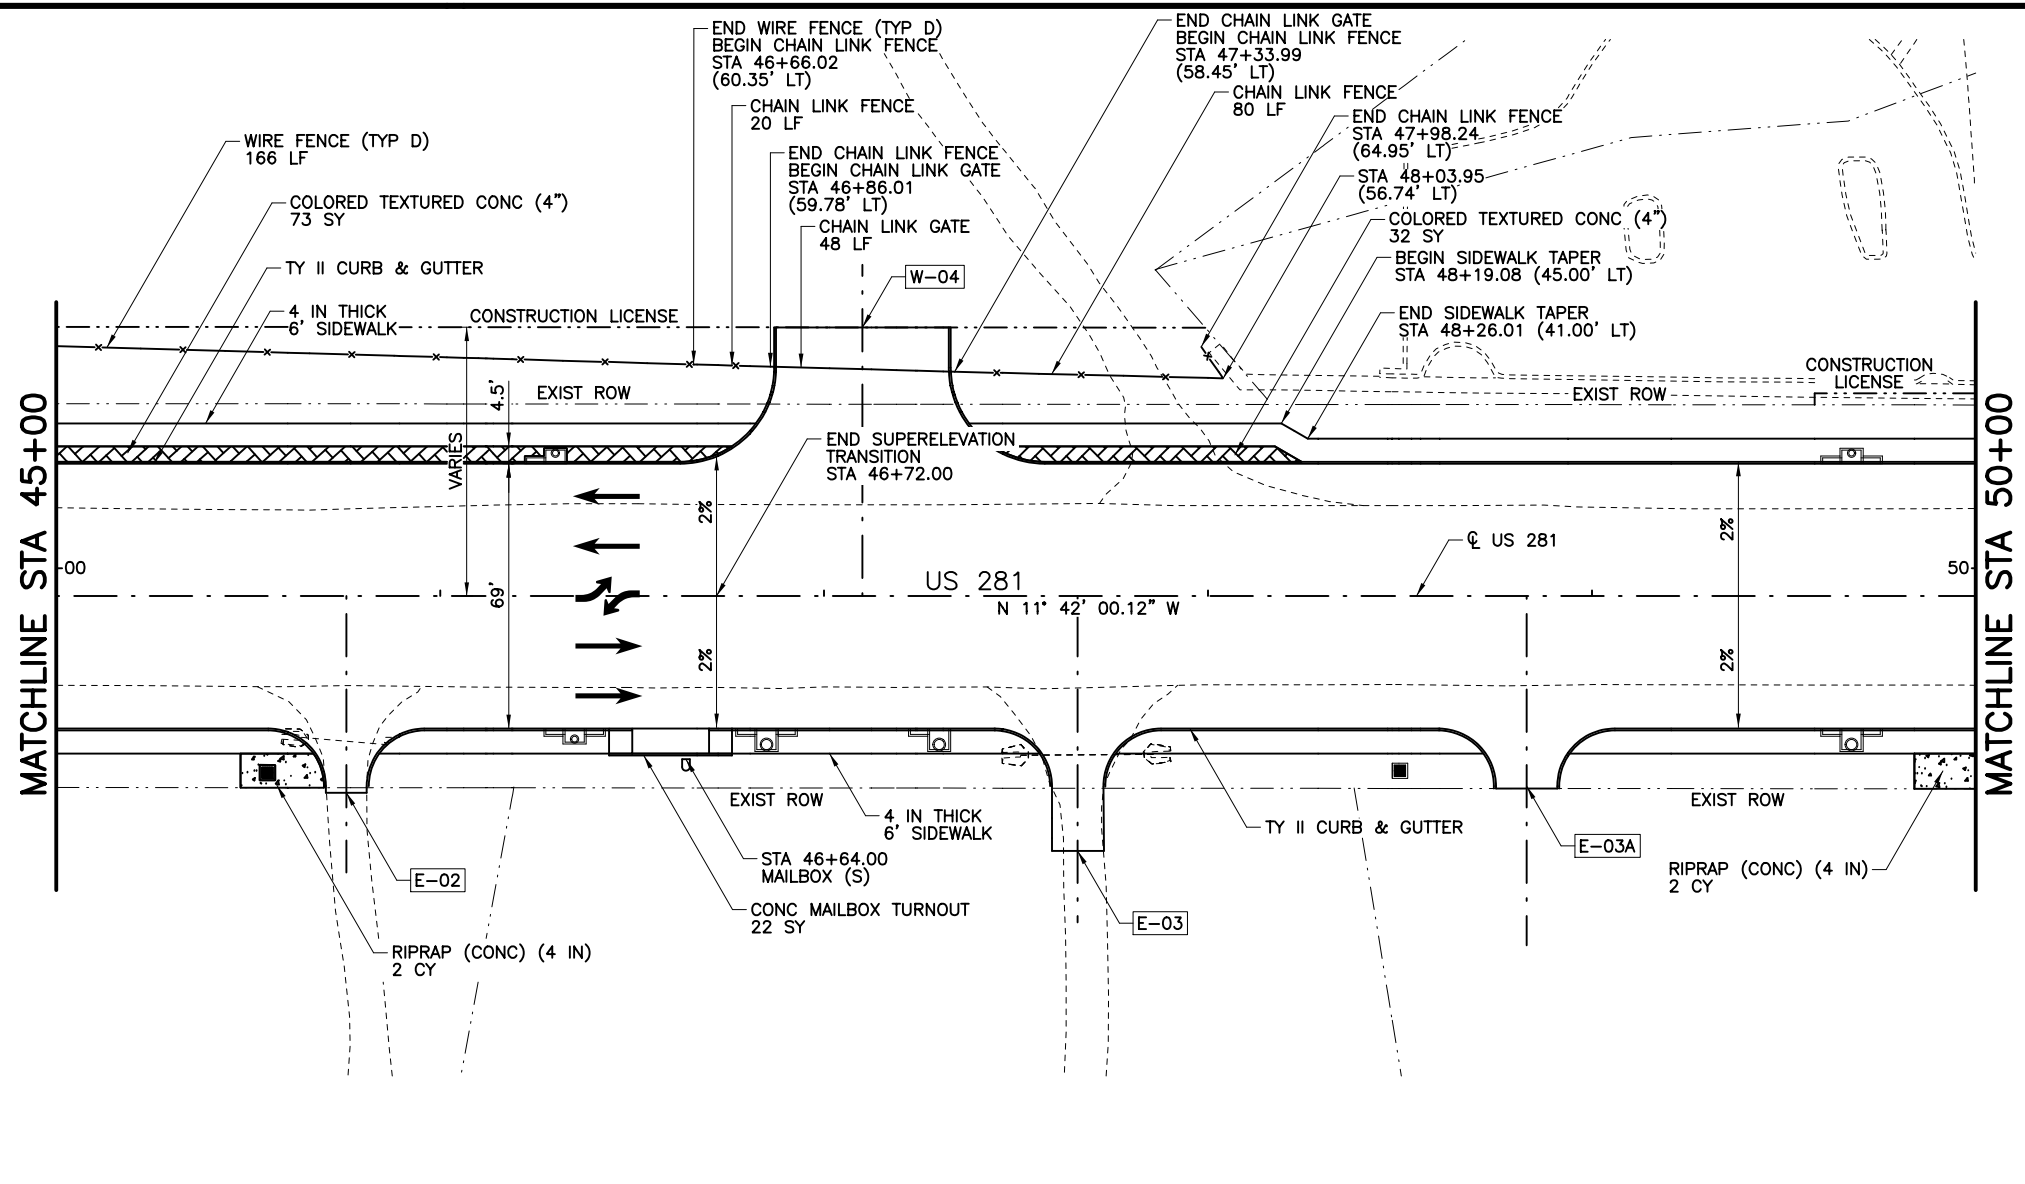 END WIRE FENCE (TYP D)
BEGIN CHAIN LINK FENCE
STA 46+66.02
(60.35' LT)
END CHAIN LINK GATE
BEGIN CHAIN LINK FENCE
STA 47+33.99
(58.45' LT)
CHAIN LINK FENCE
20 LF
CHAIN LINK FENCE
80 LF
END CHAIN LINK FENCE
STA 47+98.24
(64.95' LT)
WIRE FENCE (TYP D)
166 LF
END CHAIN LINK FENCE
BEGIN CHAIN LINK GATE
STA 46+86.01
(59.78' LT)
STA 48+03.95
(56.74' LT)
COLORED TEXTURED CONC (4")
73 SY
CHAIN LINK GATE
48 LF
COLORED TEXTURED CONC (4")
32 SY
TY II CURB & GUTTER
W-04
BEGIN SIDEWALK TAPER
STA 48+19.08 (45.00' LT)
4 IN THICK
6' SIDEWALK
CONSTRUCTION LICENSE
END SIDEWALK TAPER
STA 48+26.01 (41.00' LT)
CONSTRUCTION
LICENSE
4.5'
EXIST ROW
EXIST ROW
VARIES
END SUPERELEVATION
TRANSITION
STA 46+72.00
MATCHLINE STA 45+00
MATCHLINE STA 50+00
2%
2%
℄ US 281
00
50
US 281
N 11° 42' 00.12" W
69'
2%
2%
EXIST ROW
EXIST ROW
4 IN THICK
6' SIDEWALK
TY II CURB & GUTTER
E-03A
STA 46+64.00
MAILBOX (S)
RIPRAP (CONC) (4 IN)
2 CY
E-02
CONC MAILBOX TURNOUT
22 SY
E-03
RIPRAP (CONC) (4 IN)
2 CY